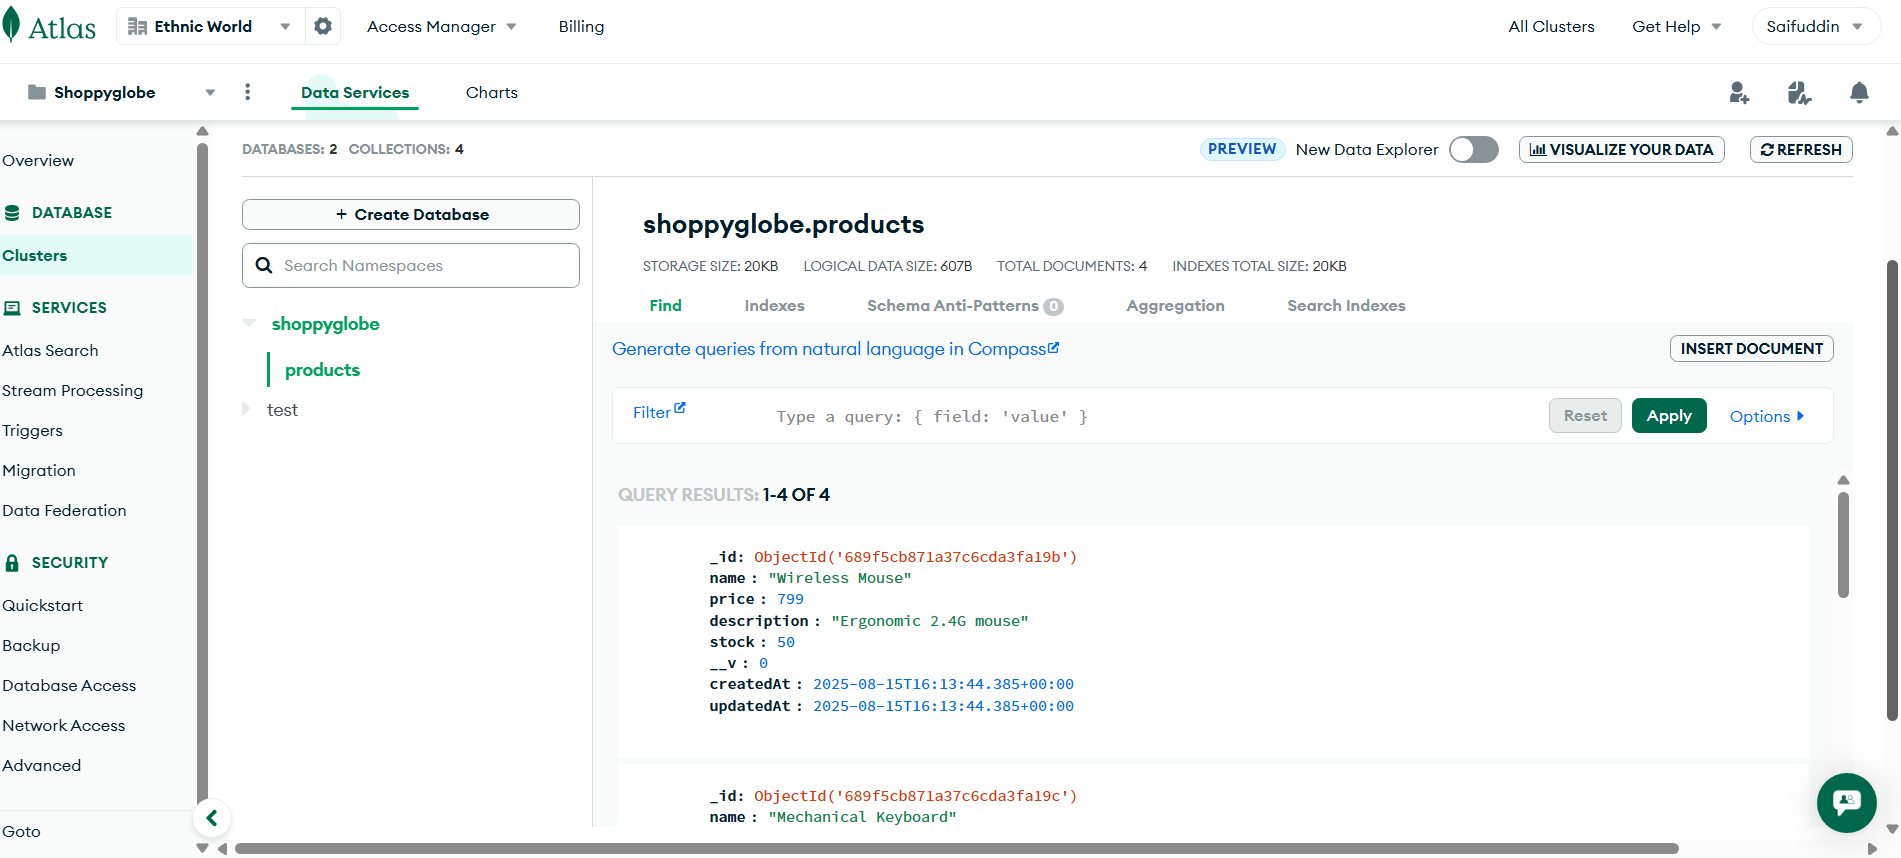 Atlas
Ethnic World
Access Manager
Billing
All Clusters
Get Help
Saifuddin
Shoppyglobe
Data Services
Charts
Overview
DATABASE
Clusters
SERVICES
Atlas Search
Stream Processing
Triggers
Migration
Data Federation
SECURITY
Quickstart
Backup
Database Access
Network Access
Advanced
Goto
DATABASES: 2 COLLECTIONS: 4
PREVIEW New Data Explorer
VISUALIZE YOUR DATA
REFRESH
+ Create Database
Search Namespaces
shoppyglobe
products
test
shoppyglobe.products
STORAGE SIZE: 20KB LOGICAL DATA SIZE: 607B TOTAL DOCUMENTS: 4 INDEXES TOTAL SIZE: 20KB
Find Indexes Schema Anti-Patterns 0 Aggregation Search Indexes
Generate queries from natural language in Compass
INSERT DOCUMENT
Filter
Type a query: { field: 'value' }
Reset
Apply
Options
QUERY RESULTS: 1-4 OF 4
_id: ObjectId('689f5cb871a37c6cda3fa19b')
name : "Wireless Mouse"
price : 799
description : "Ergonomic 2.4G mouse"
stock : 50
__v : 0
createdAt : 2025-08-15T16:13:44.385+00:00
updatedAt : 2025-08-15T16:13:44.385+00:00
_id: ObjectId('689f5cb871a37c6cda3fa19c')
name : "Mechanical Keyboard"